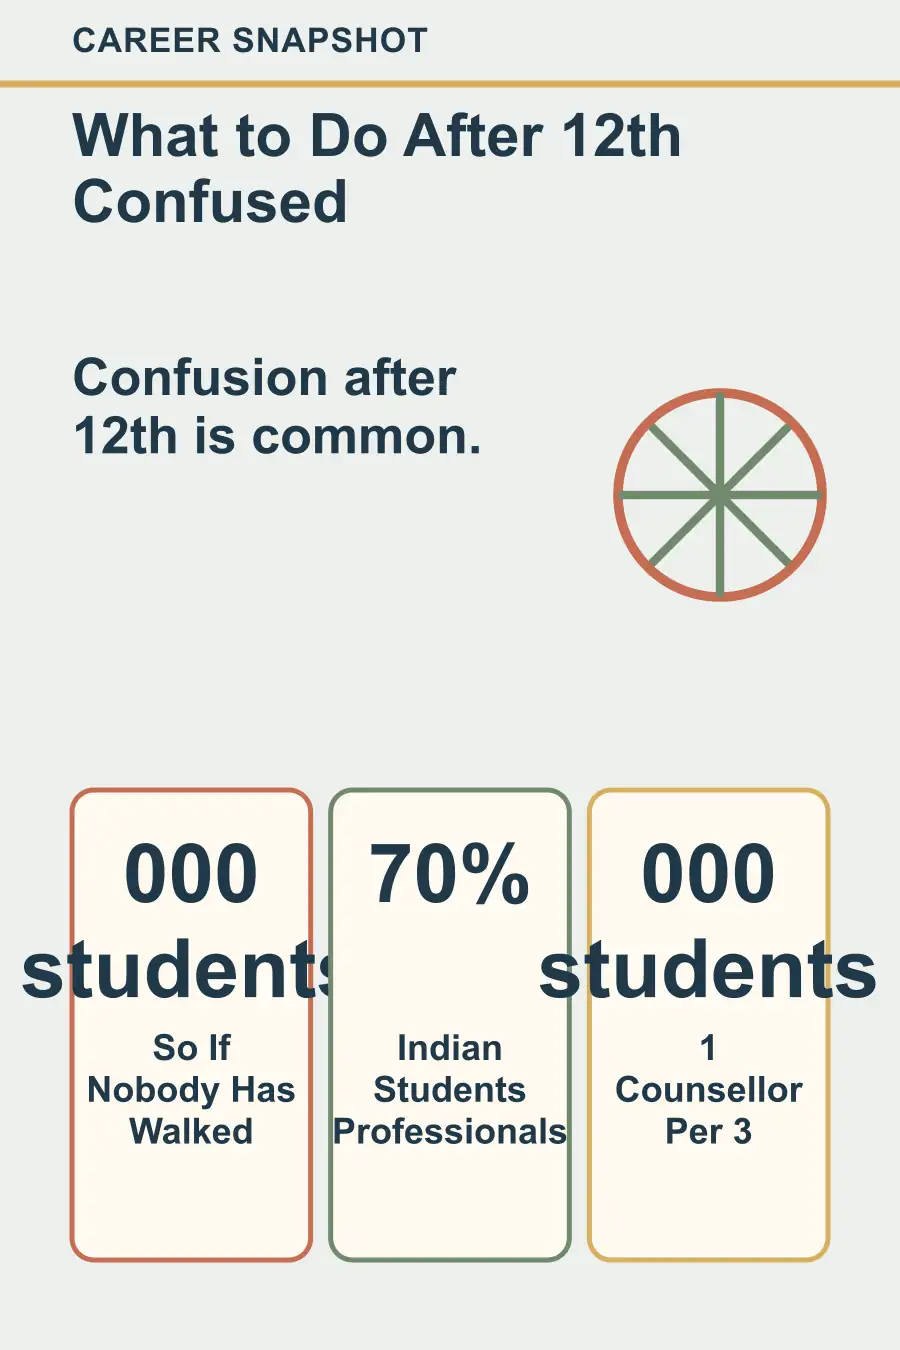 CAREER SNAPSHOT
What to Do After 12th
Confused
Confusion after
12th is common.
000
students
So If
Nobody Has
Walked
70%
Indian
Students
Professionals
000
students
1
Counsellor
Per 3